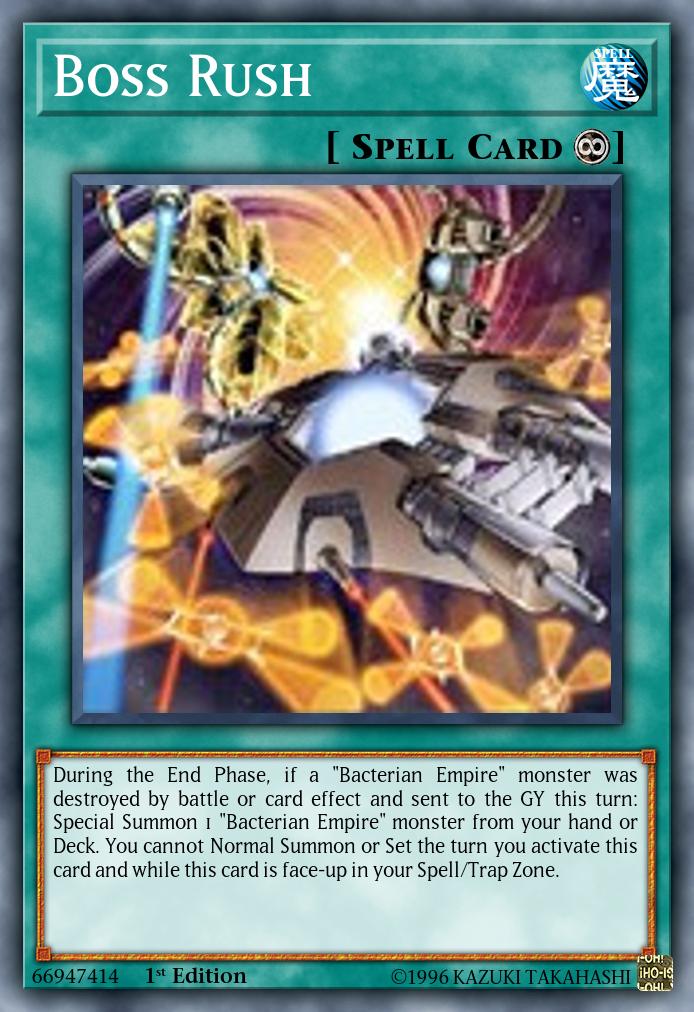 Boss Rush
SPELL
魔
[ Spell Card ]
During the End Phase, if a "Bacterian Empire" monster was
destroyed by battle or card effect and sent to the GY this turn:
Special Summon 1 "Bacterian Empire" monster from your hand or
Deck. You cannot Normal Summon or Set the turn you activate this
card and while this card is face-up in your Spell/Trap Zone.
66947414 1st Edition ©1996 KAZUKI TAKAHASHI